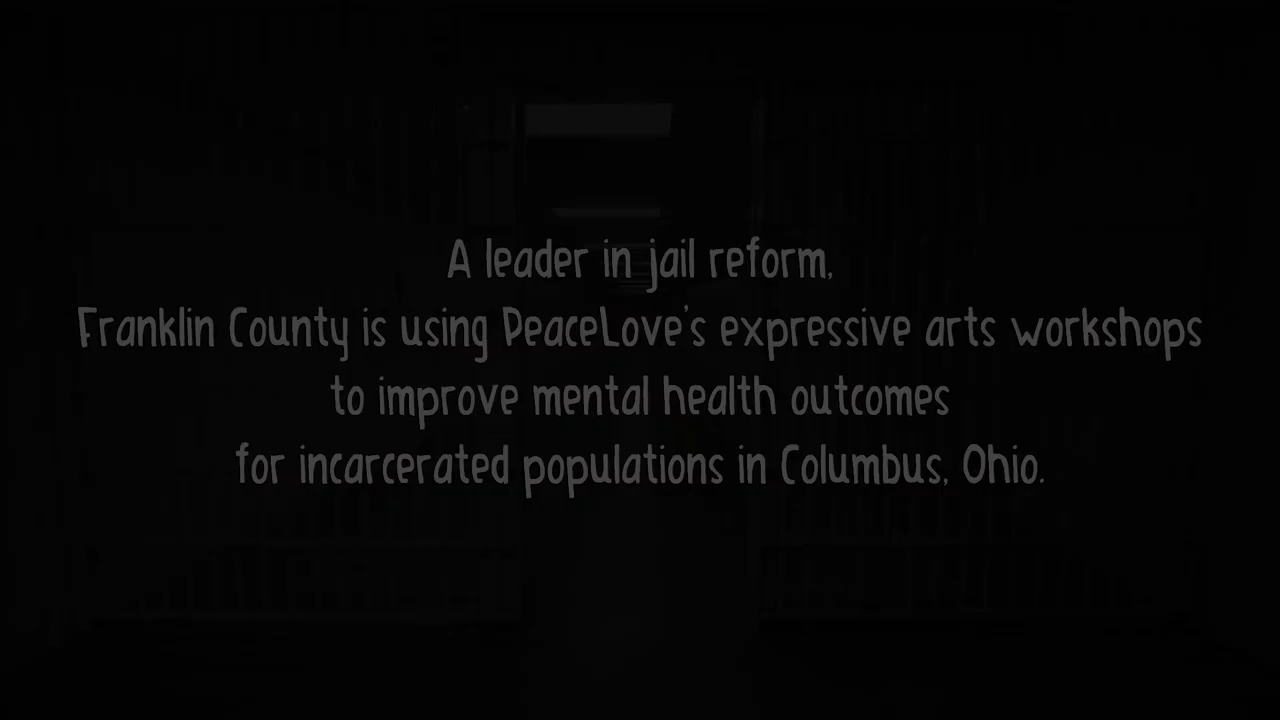 A leader in jail reform,
Franklin County is using PeaceLove's expressive arts workshops
to improve mental health outcomes
for incarcerated populations in Columbus, Ohio.